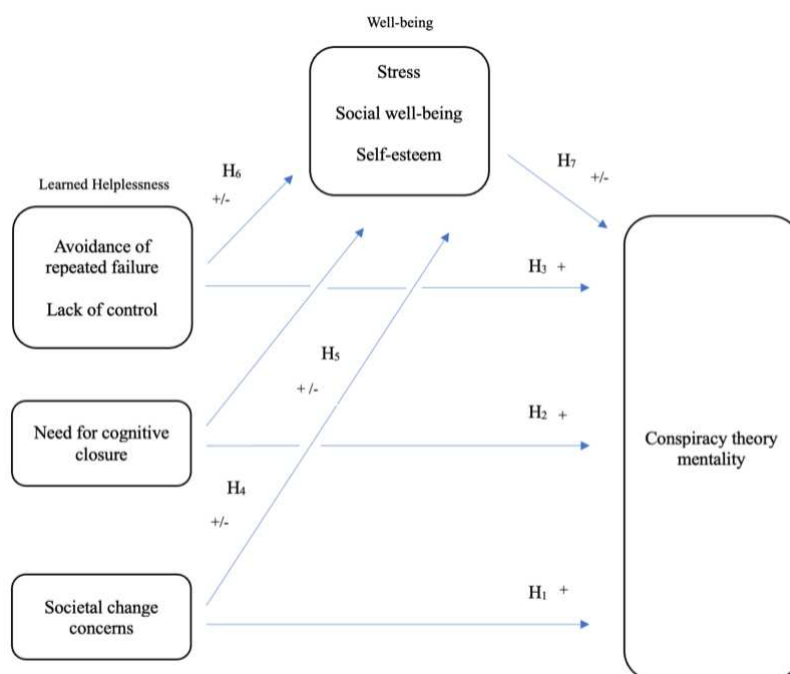 Well-being
Stress
Social well-being
Self-esteem
H₆
+/-
H₇
+/-
Learned Helplessness
Avoidance of
repeated failure
Lack of control
H₃ +
H₅
+/-
Need for cognitive
closure
H₂ +
Conspiracy theory
mentality
H₄
+/-
Societal change
concerns
H₁ +